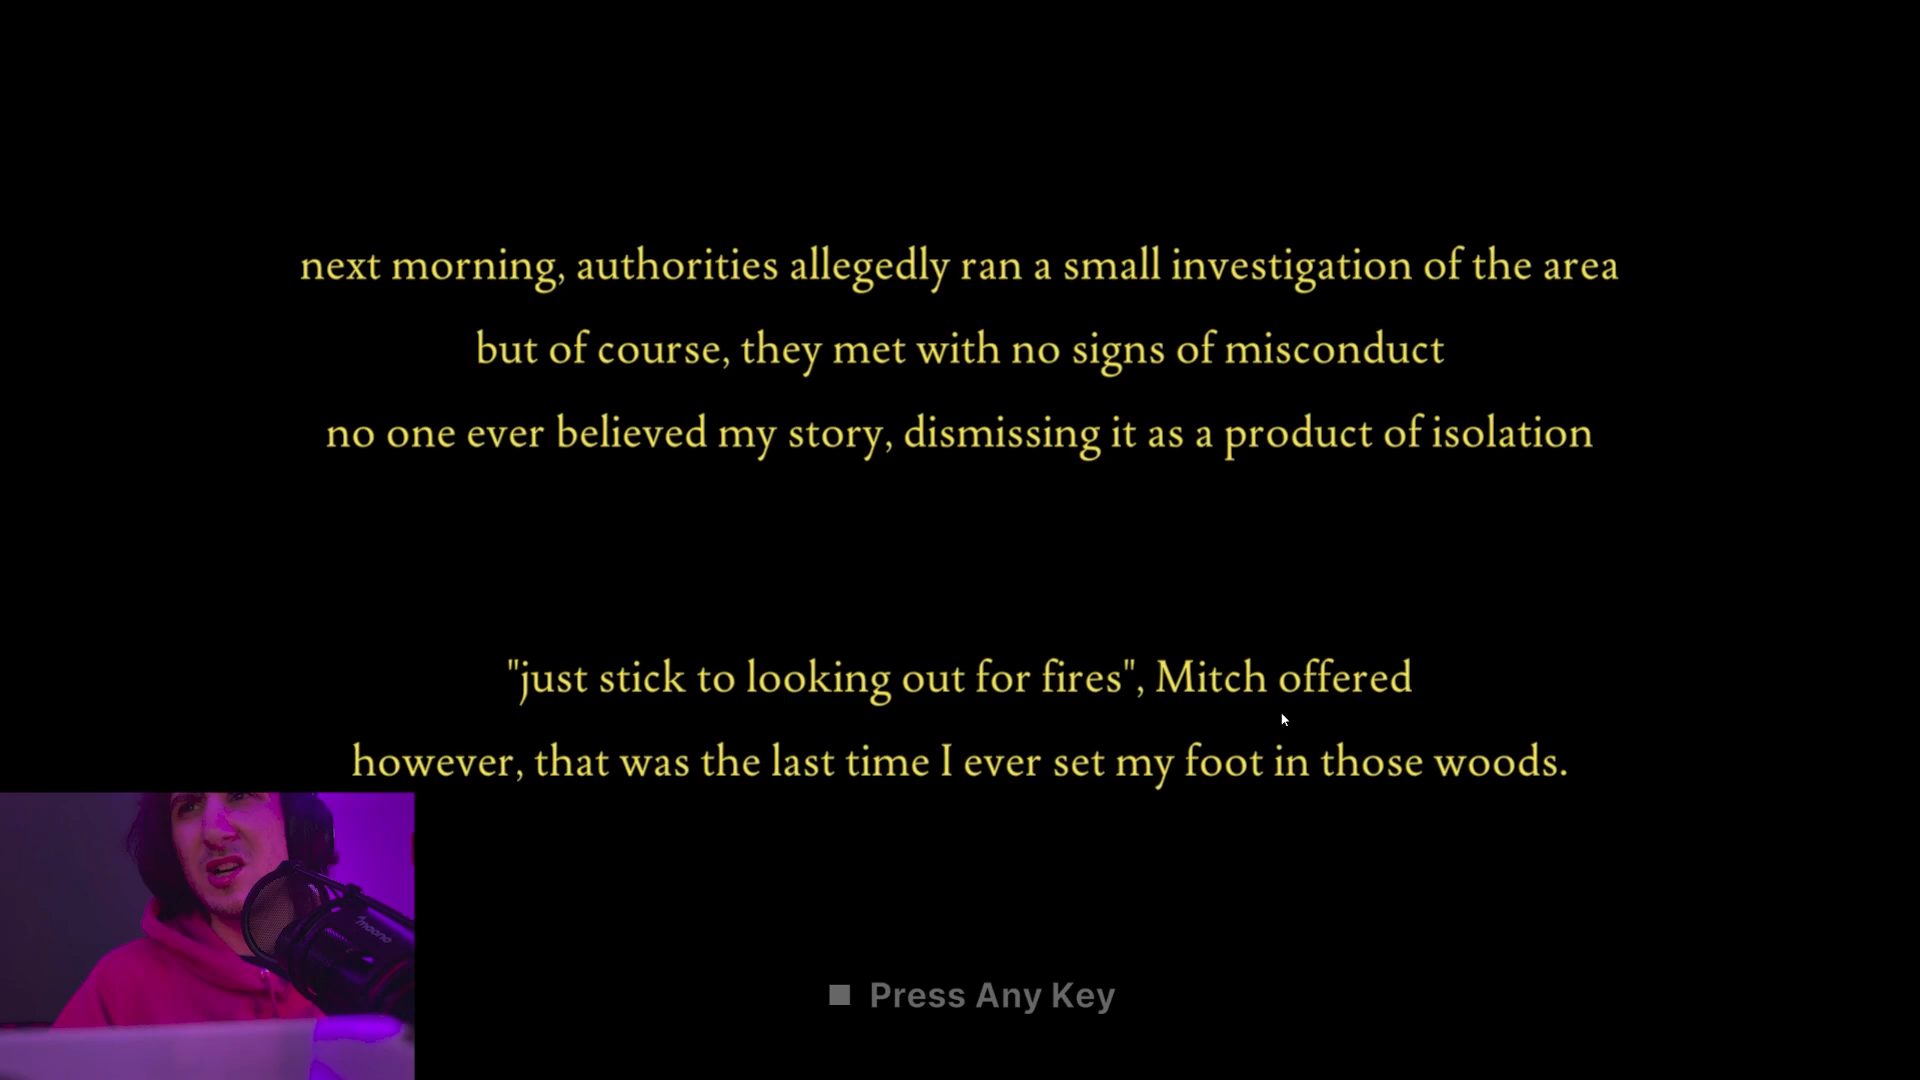 next morning, authorities allegedly ran a small investigation of the area
but of course, they met with no signs of misconduct
no one ever believed my story, dismissing it as a product of isolation
"just stick to looking out for fires", Mitch offered
however, that was the last time I ever set my foot in those woods.
maono
Press Any Key